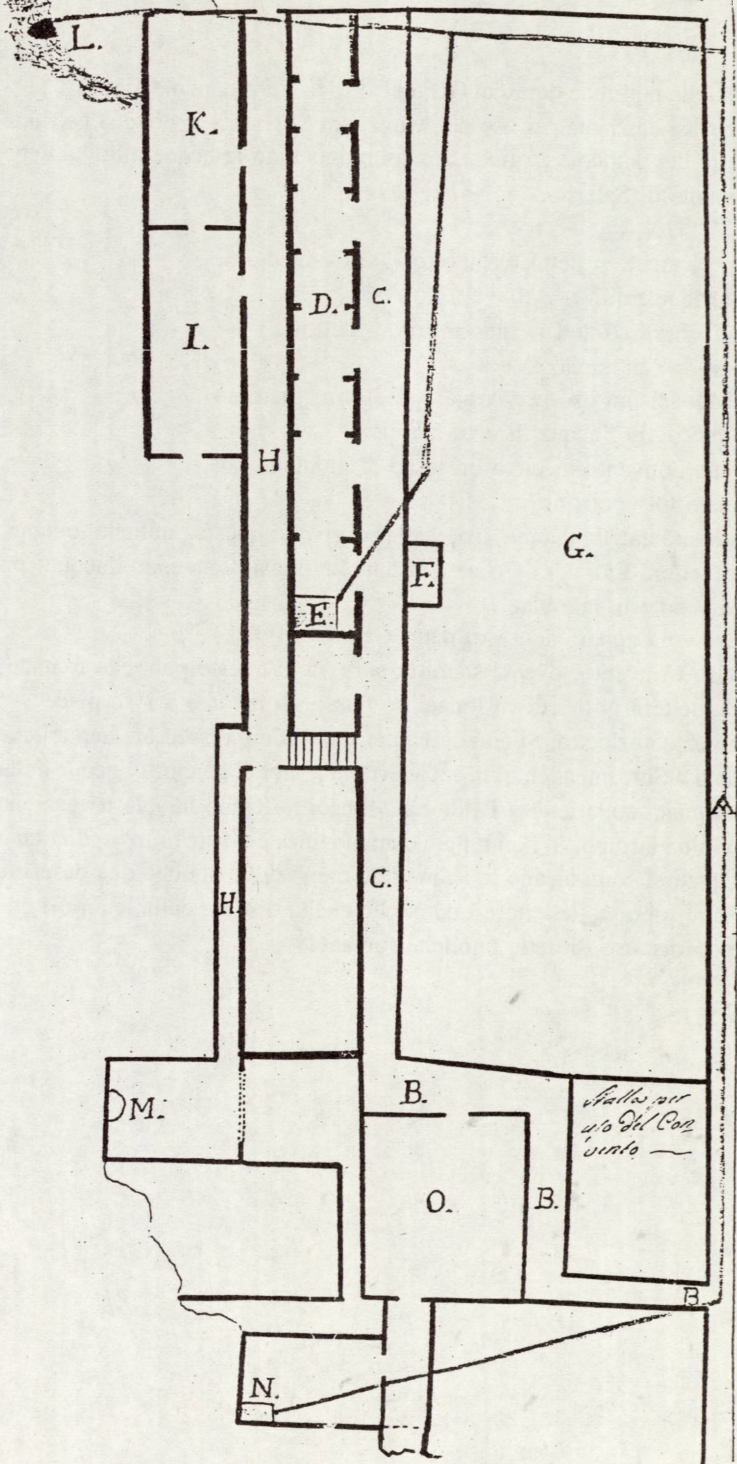 L.
K.
D.
C.
I.
H
G.
F.
E.
A
C.
H.
B.
Stalla per
uso del Con-
vento —
M.
O.
B.
B.
N.